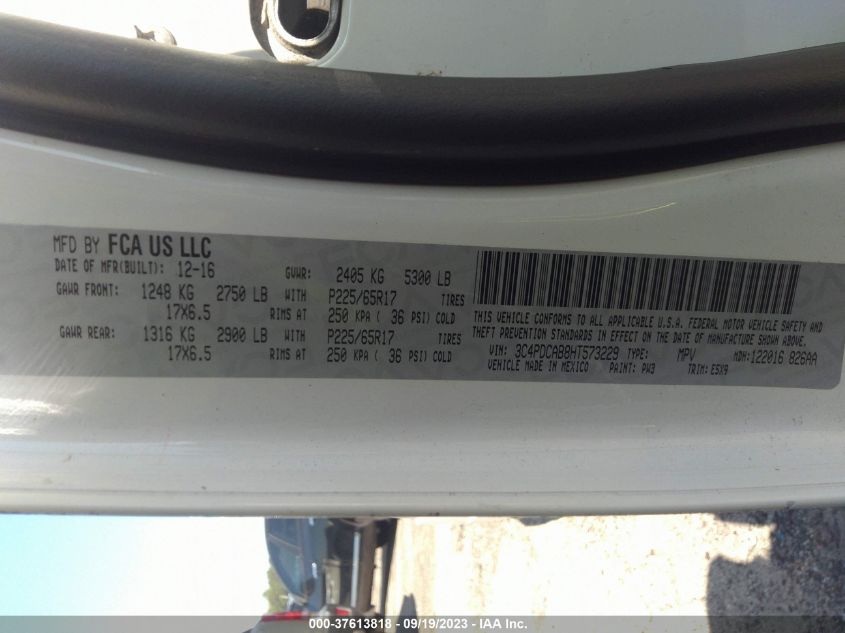 MFD BY FCA US LLC
DATE OF MFR(BUILT): 12-16 GVWR: 2405 KG 5300 LB
GAWR FRONT: 1248 KG 2750 LB WITH P225/65R17 TIRES
17X6.5 RIMS AT 250 KPA ( 36 PSI) COLD
GAWR REAR: 1316 KG 2900 LB WITH P225/65R17 TIRES
17X6.5 RIMS AT 250 KPA ( 36 PSI) COLD
THIS VEHICLE CONFORMS TO ALL APPLICABLE U.S.A. FEDERAL MOTOR VEHICLE SAFETY AND
THEFT PREVENTION STANDARDS IN EFFECT ON THE DATE OF MANUFACTURE SHOWN ABOVE.
VIN: 3C4PDCAB8HT573229 TYPE: MPV MDH: 122016 826AA
VEHICLE MADE IN MEXICO PAINT: PW3 TRIM: E5X9
000-37613818 - 09/19/2023 - IAA Inc.